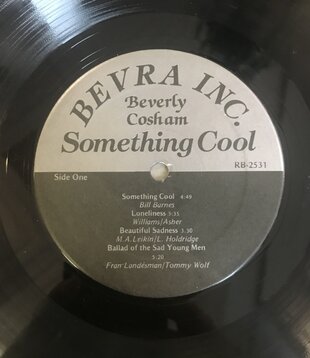 BEVRA INC.
Beverly
Cosham
Something Cool
RB-2531
Side One
Something Cool 4:49
Bill Barnes
Loneliness 5:35
Williams/Asher
Beautiful Sadness 3:30
M.A.Leikin/L. Holdridge
Ballad of the Sad Young Men
5:20
Fran Landesman/Tommy Wolf